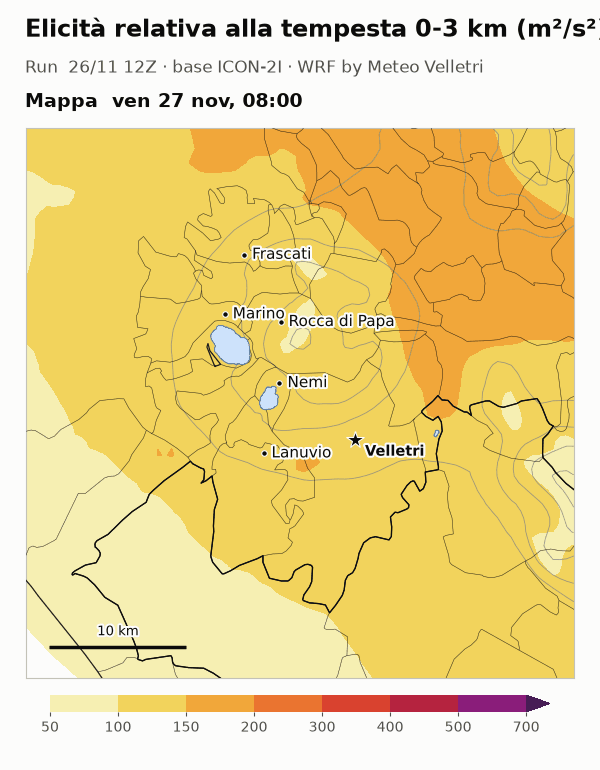 Elicità relativa alla tempesta 0-3 km (m²/s²)
Run 26/11 12Z · base ICON-2I · WRF by Meteo Velletri
Mappa ven 27 nov, 08:00
Frascati
Marino
Rocca di Papa
Nemi
Velletri
Lanuvio
10 km
50 100 150 200 300 400 500 700